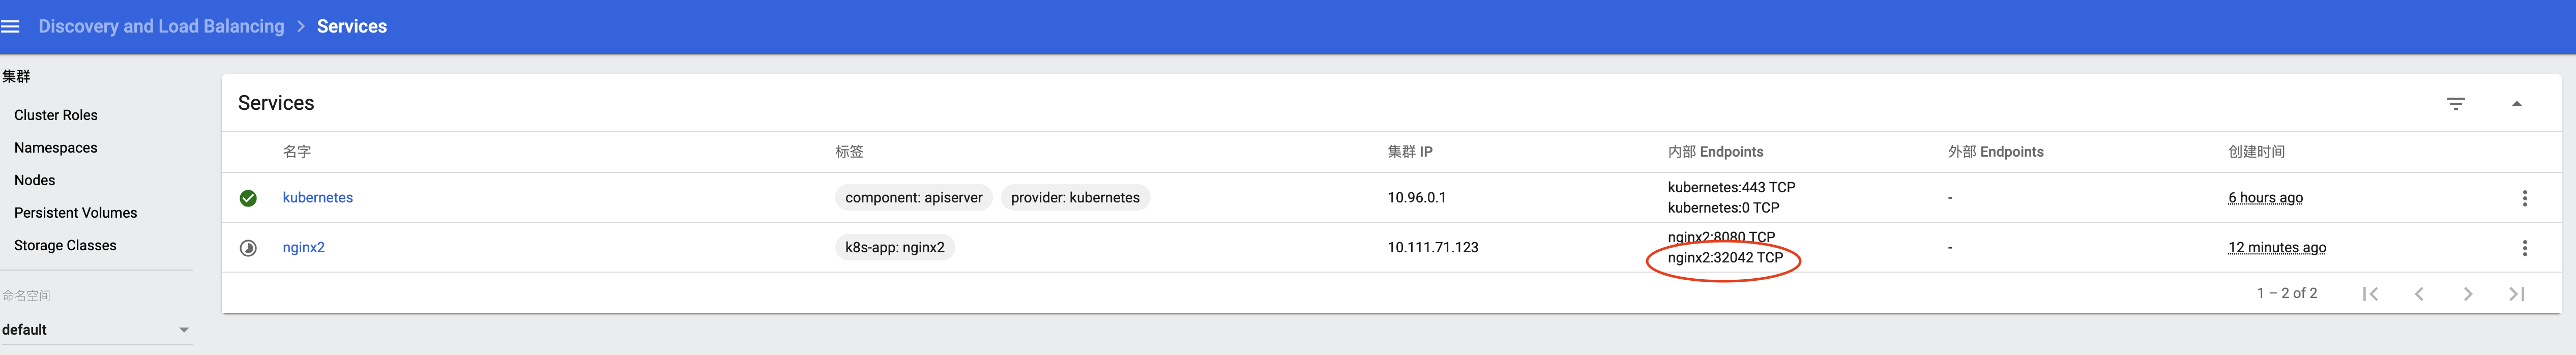 Discovery and Load Balancing > Services
集群
Cluster Roles
Namespaces
Nodes
Persistent Volumes
Storage Classes
命名空间
default
Services
名字 标签 集群 IP 内部 Endpoints 外部 Endpoints 创建时间
kubernetes component: apiserver provider: kubernetes 10.96.0.1 kubernetes:443 TCP - 6 hours ago
kubernetes:0 TCP
nginx2 k8s-app: nginx2 10.111.71.123 nginx2:8080 TCP - 12 minutes ago
nginx2:32042 TCP
1 – 2 of 2